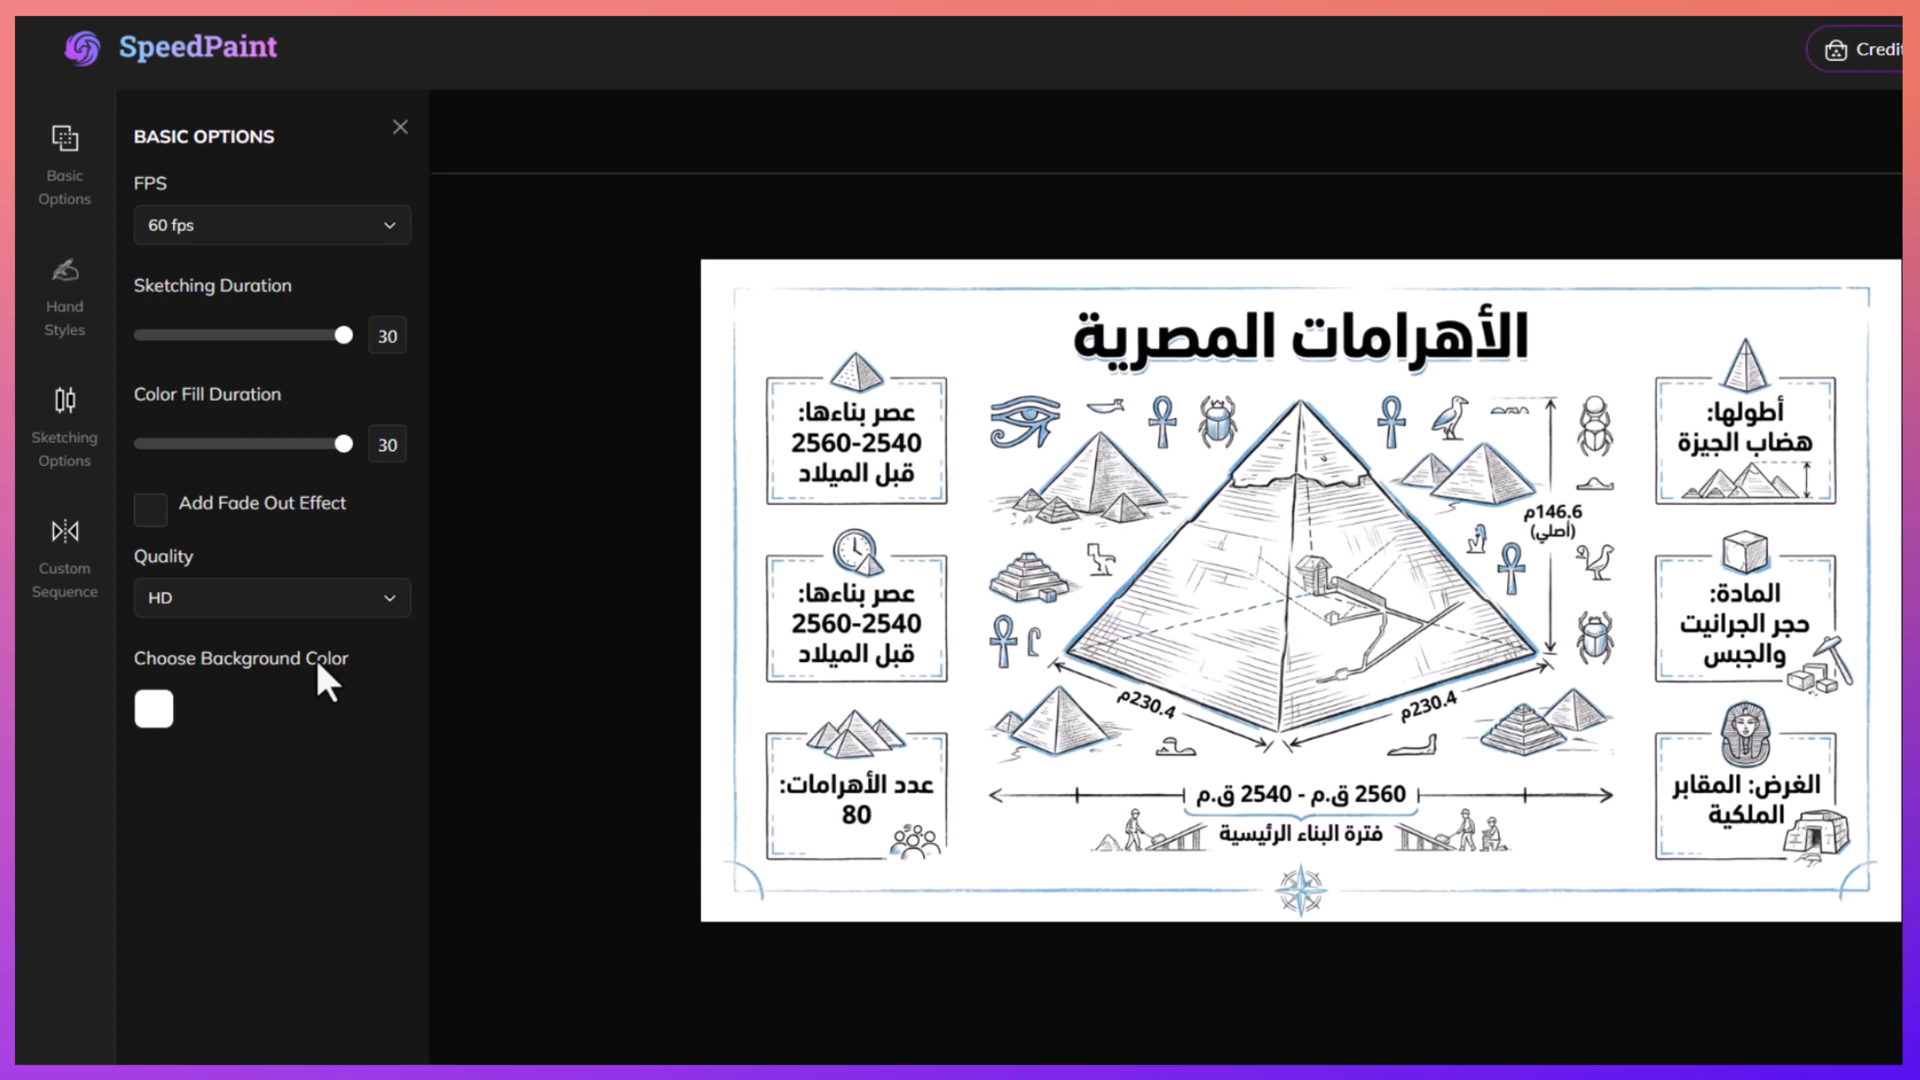 SpeedPaint
Credit
Basic
Options
Hand
Styles
Sketching
Options
Custom
Sequence
BASIC OPTIONS
FPS
60 fps
Sketching Duration
30
Color Fill Duration
30
Add Fade Out Effect
Quality
HD
Choose Background Color
الأهرامات المصرية
أطولها:
هضاب الجيزة
المادة:
حجر الجرانيت
والجبس
الغرض: المقابر
الملكية
146.6م
(أصلي)
230.4م
230.4م
2560 ق.م - 2540 ق.م
فترة البناء الرئيسية
عصر بناءها:
2560-2540
قبل الميلاد
عصر بناءها:
2560-2540
قبل الميلاد
عدد الأهرامات:
80